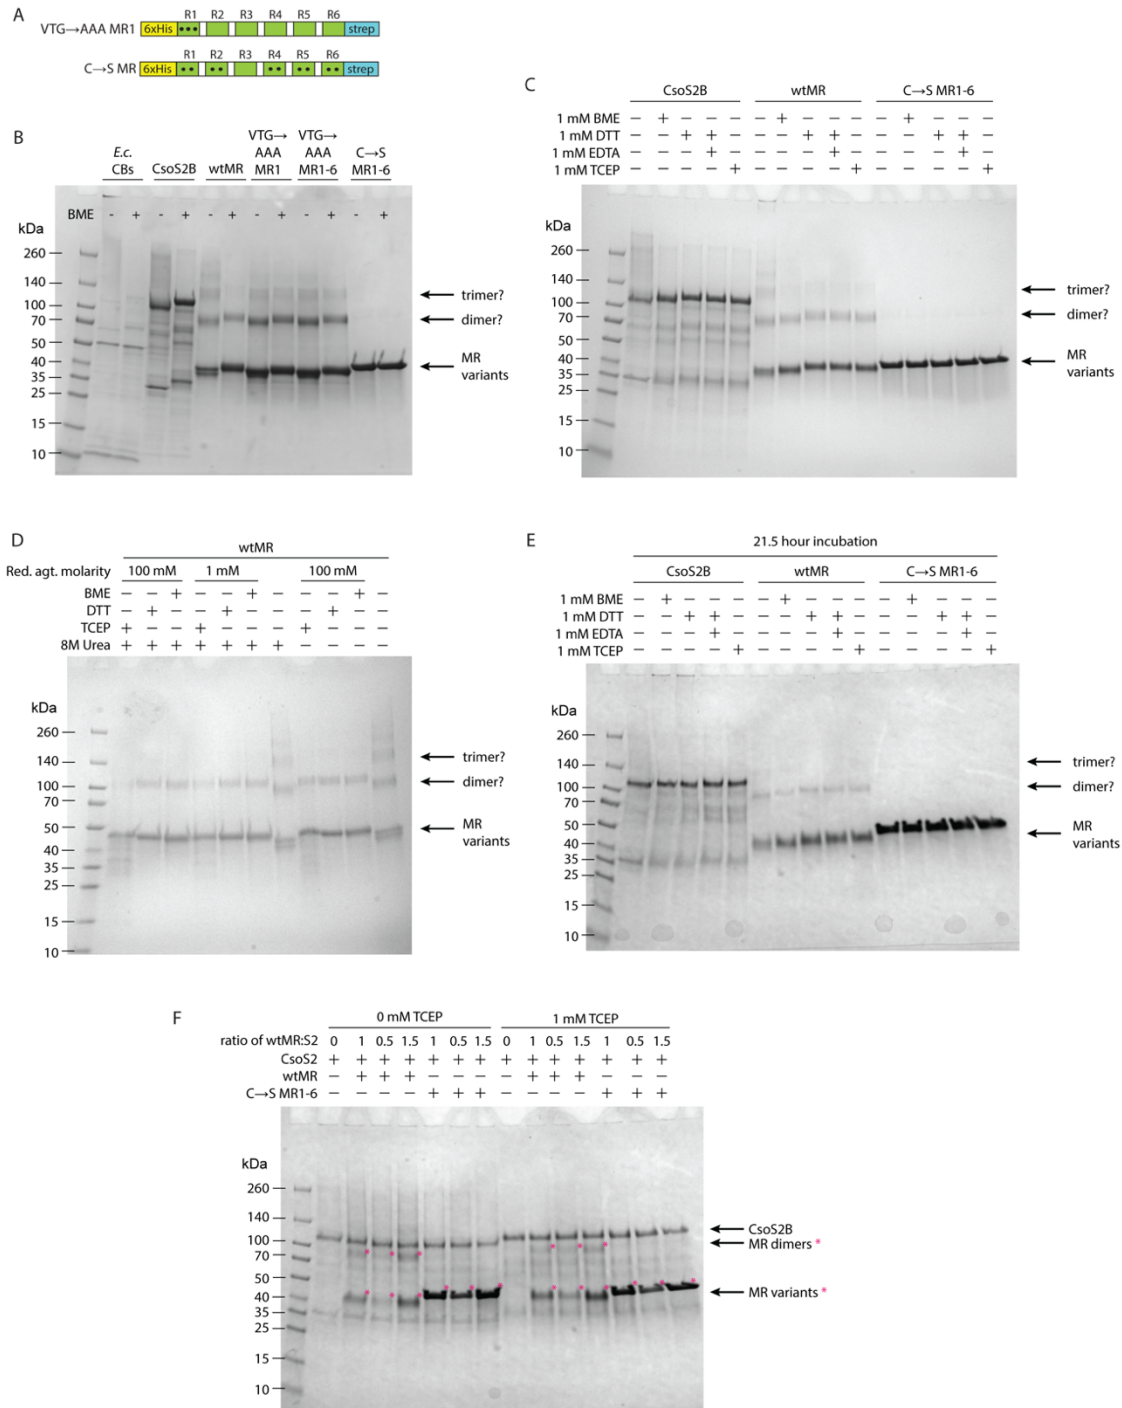 A
R1 R2 R3 R4 R5 R6
VTG→AAA MR1 6xHis strep
R1 R2 R3 R4 R5 R6
C→S MR 6xHis strep
B
E.c. CBs CsoS2B wtMR VTG→AAA MR1 VTG→AAA MR1-6 C→S MR1-6
BME - + - + - + - + - + - +
kDa
260
140
100
70
50
40
35
25
15
10
trimer?
dimer?
MR variants
C
CsoS2B wtMR C→S MR1-6
1 mM BME − + − − − − + − − − − + − − −
1 mM DTT − − + + − − − + + − − − + + −
1 mM EDTA − − − + − − − − + − − − − + −
1 mM TCEP − − − − + − − − − + − − − − +
kDa
260
140
100
70
50
40
35
25
15
10
trimer?
dimer?
MR variants
D
wtMR
Red. agt. molarity 100 mM 1 mM 100 mM
BME − − + − − + − − − + −
DTT − + − − + − − − + − −
TCEP + − − + − − − + − − −
8M Urea + + + + + + + − − − −
kDa
260
140
100
70
50
40
35
25
15
10
trimer?
dimer?
MR variants
E
21.5 hour incubation
CsoS2B wtMR C→S MR1-6
1 mM BME − + − − − − + − − − − + − − −
1 mM DTT − − + + − − − + + − − − + + −
1 mM EDTA − − − + − − − − + − − − − + −
1 mM TCEP − − − − + − − − − + − − − − +
kDa
260
140
100
70
50
40
35
25
15
10
trimer?
dimer?
MR variants
F
0 mM TCEP 1 mM TCEP
ratio of wtMR:S2 0 1 0.5 1.5 1 0.5 1.5 0 1 0.5 1.5 1 0.5 1.5
CsoS2 + + + + + + + + + + + + + +
wtMR − + + + − − − − + + + − − −
C→S MR1-6 − − − − + + + − − − − + + +
kDa
260
140
100
70
50
40
35
25
15
10
CsoS2B
MR dimers *
MR variants *